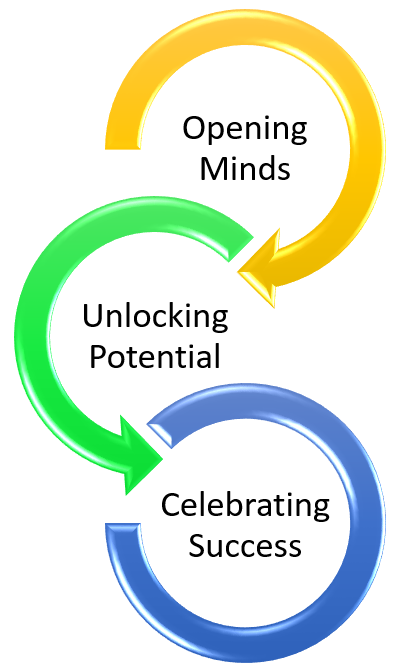 Opening
Minds
Unlocking
Potential
Celebrating
Success